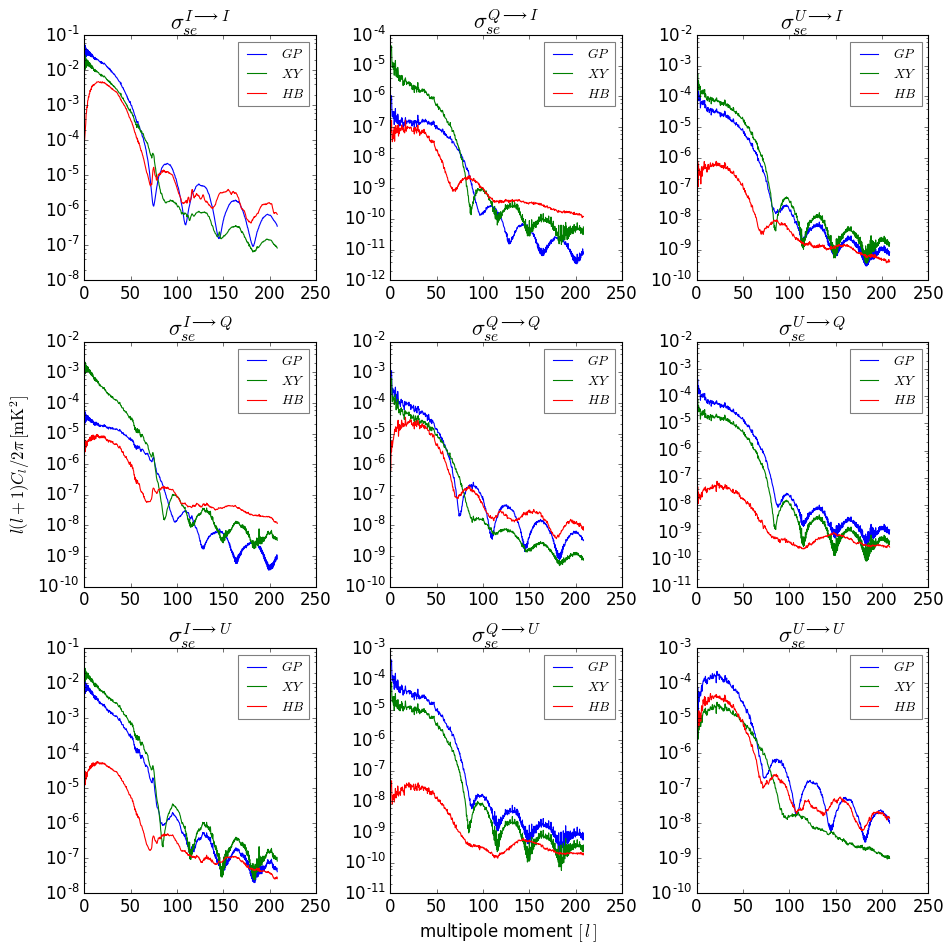 σ_se^{I⟶I}
10⁻¹
10⁻²
10⁻³
10⁻⁴
10⁻⁵
10⁻⁶
10⁻⁷
10⁻⁸
GP
XY
HB
0 50 100 150 200 250
σ_se^{Q⟶I}
10⁻⁴
10⁻⁵
10⁻⁶
10⁻⁷
10⁻⁸
10⁻⁹
10⁻¹⁰
10⁻¹¹
10⁻¹²
GP
XY
HB
0 50 100 150 200 250
σ_se^{U⟶I}
10⁻²
10⁻³
10⁻⁴
10⁻⁵
10⁻⁶
10⁻⁷
10⁻⁸
10⁻⁹
10⁻¹⁰
GP
XY
HB
0 50 100 150 200 250
l(l+1)C_l/2π [mK²]
σ_se^{I⟶Q}
10⁻²
10⁻³
10⁻⁴
10⁻⁵
10⁻⁶
10⁻⁷
10⁻⁸
10⁻⁹
10⁻¹⁰
GP
XY
HB
0 50 100 150 200 250
σ_se^{Q⟶Q}
10⁻²
10⁻³
10⁻⁴
10⁻⁵
10⁻⁶
10⁻⁷
10⁻⁸
10⁻⁹
10⁻¹⁰
GP
XY
HB
0 50 100 150 200 250
σ_se^{U⟶Q}
10⁻²
10⁻³
10⁻⁴
10⁻⁵
10⁻⁶
10⁻⁷
10⁻⁸
10⁻⁹
10⁻¹⁰
10⁻¹¹
GP
XY
HB
0 50 100 150 200 250
σ_se^{I⟶U}
10⁻¹
10⁻²
10⁻³
10⁻⁴
10⁻⁵
10⁻⁶
10⁻⁷
10⁻⁸
GP
XY
HB
0 50 100 150 200 250
σ_se^{Q⟶U}
10⁻³
10⁻⁴
10⁻⁵
10⁻⁶
10⁻⁷
10⁻⁸
10⁻⁹
10⁻¹⁰
10⁻¹¹
GP
XY
HB
0 50 100 150 200 250
σ_se^{U⟶U}
10⁻³
10⁻⁴
10⁻⁵
10⁻⁶
10⁻⁷
10⁻⁸
10⁻⁹
10⁻¹⁰
GP
XY
HB
0 50 100 150 200 250
multipole moment [l]